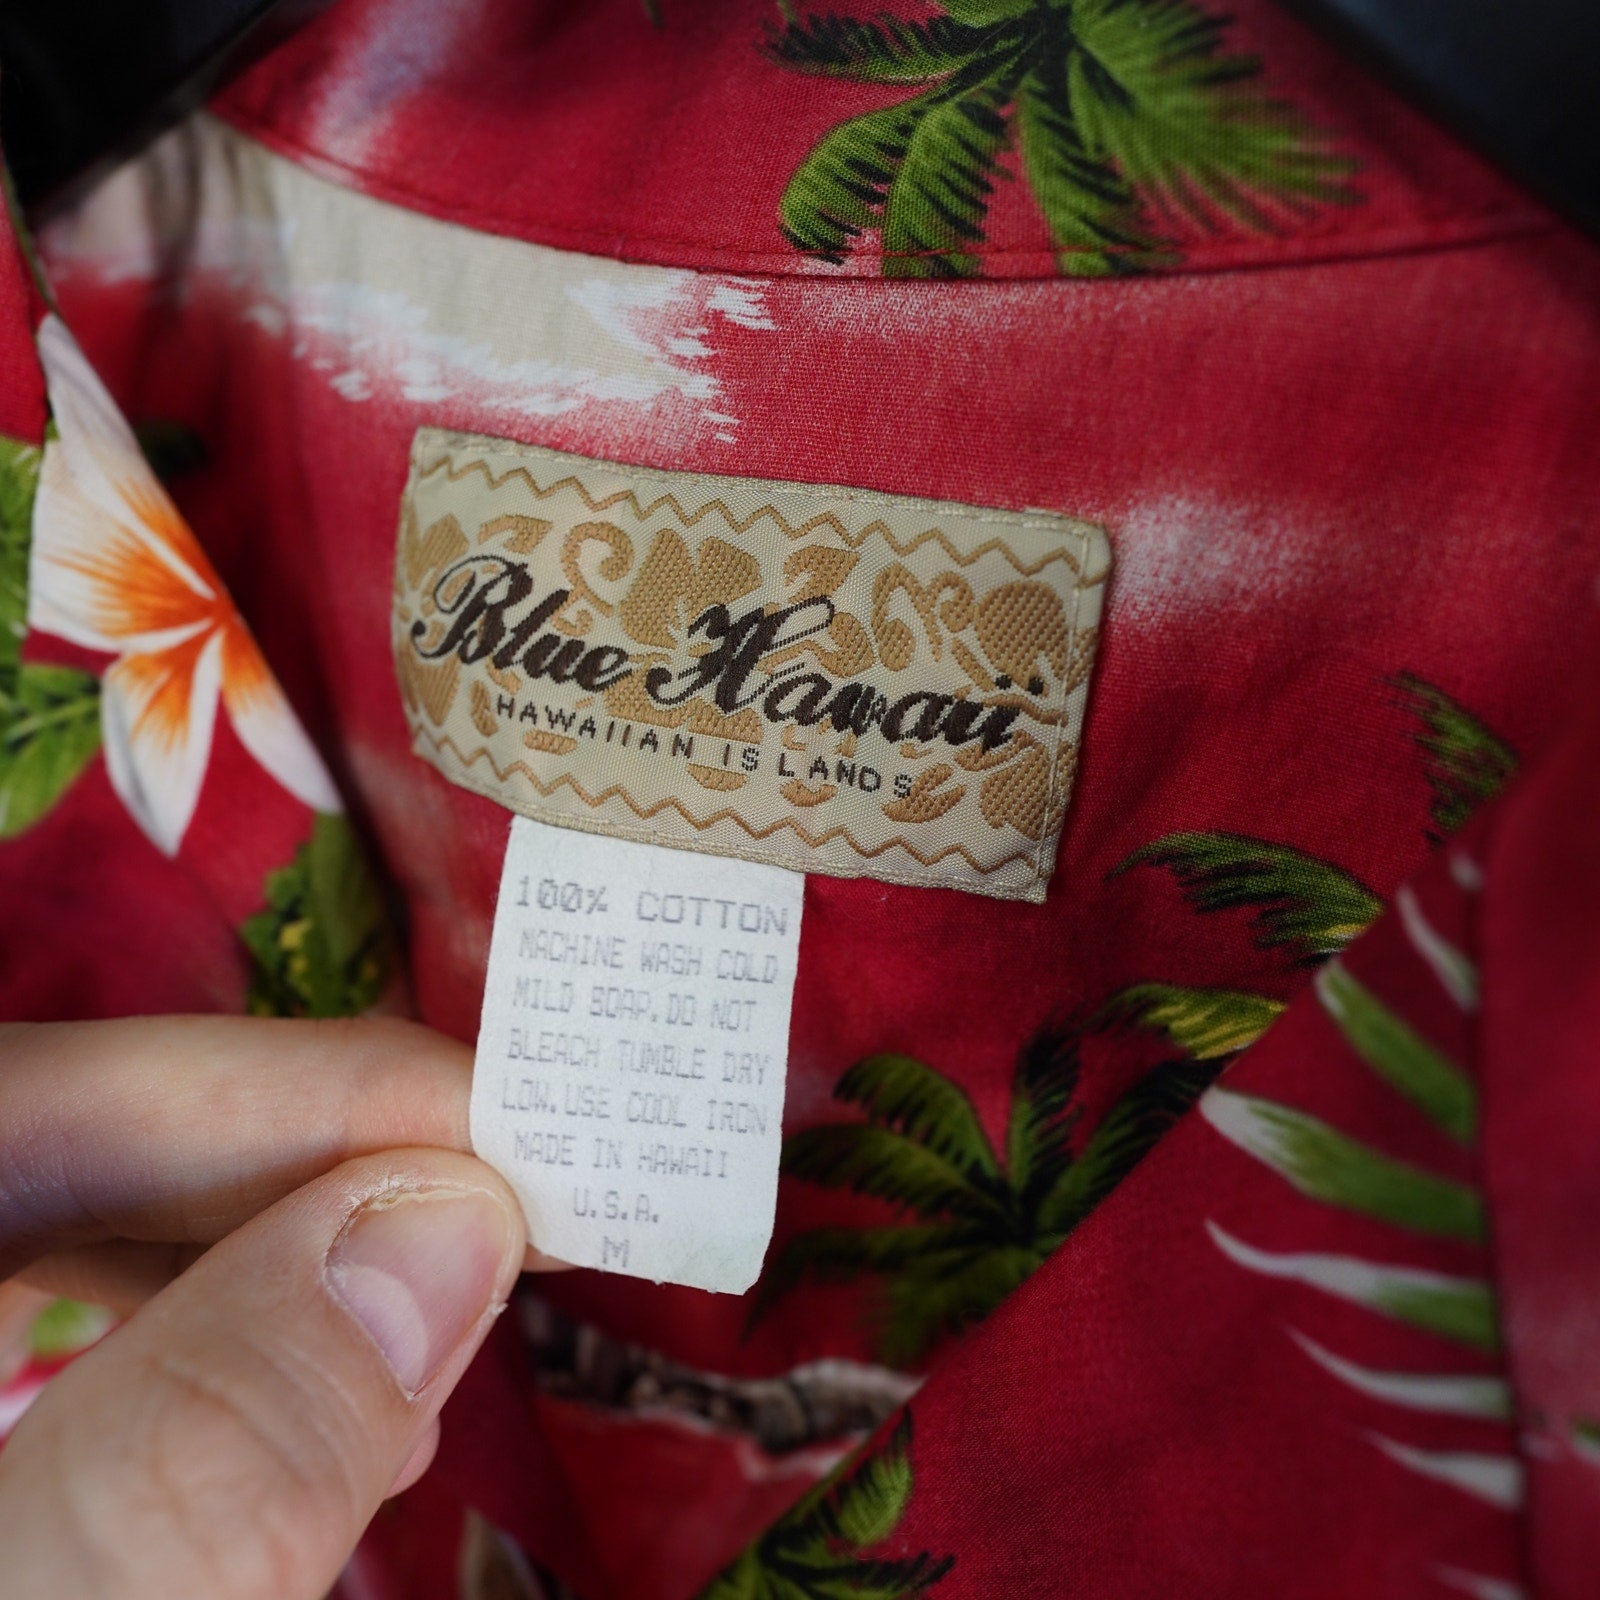 Blue Hawaii
HAWAIIAN ISLANDS
100% COTTON
MACHINE WASH COLD
MILD SOAP. DO NOT
BLEACH TUMBLE DRY
LOW. USE COOL IRON
MADE IN HAWAII
U.S.A.
M